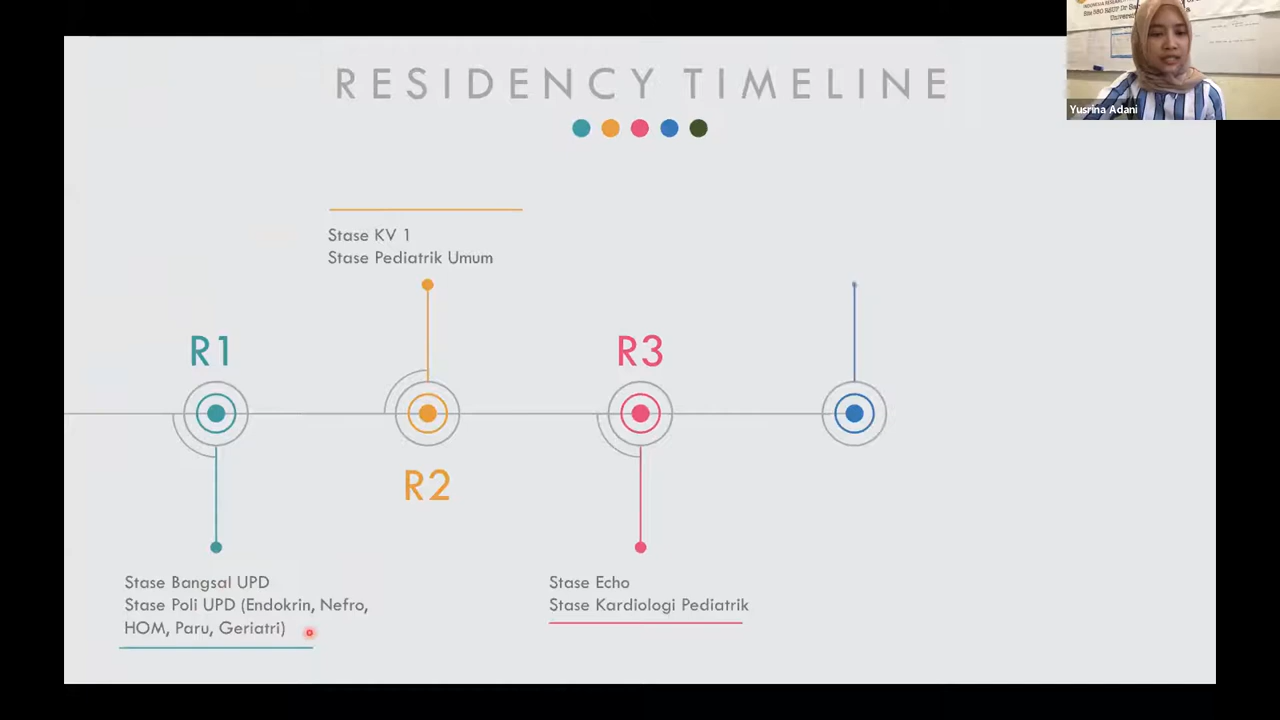 RESIDENCY TIMELINE
Yusrina Adani
Stase KV 1
Stase Pediatrik Umum
R1
R3
R2
Stase Bangsal UPD
Stase Poli UPD (Endokrin, Nefro,
HOM, Paru, Geriatri)
Stase Echo
Stase Kardiologi Pediatrik